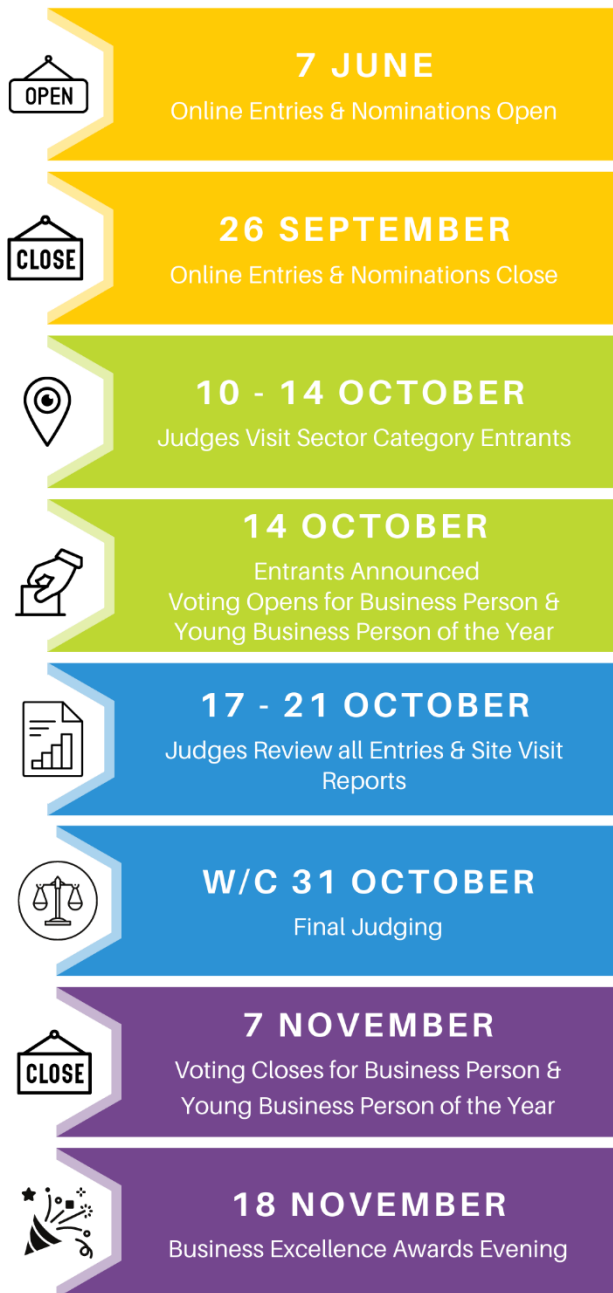 OPEN
7 JUNE
Online Entries & Nominations Open
CLOSE
26 SEPTEMBER
Online Entries & Nominations Close
10 - 14 OCTOBER
Judges Visit Sector Category Entrants
14 OCTOBER
Entrants Announced
Voting Opens for Business Person &
Young Business Person of the Year
17 - 21 OCTOBER
Judges Review all Entries & Site Visit
Reports
W/C 31 OCTOBER
Final Judging
CLOSE
7 NOVEMBER
Voting Closes for Business Person &
Young Business Person of the Year
18 NOVEMBER
Business Excellence Awards Evening